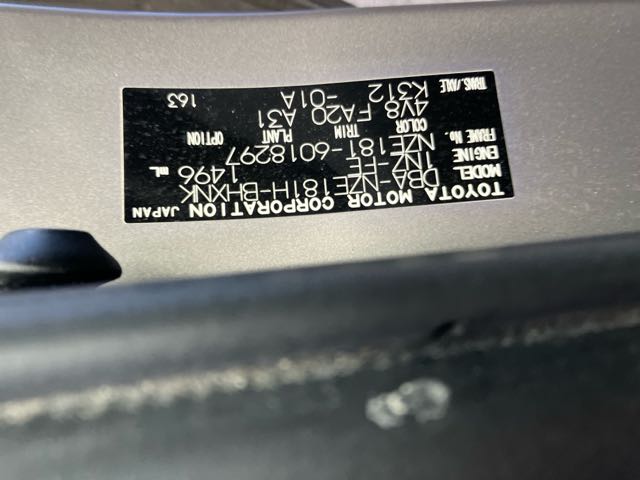 TOYOTA MOTOR CORPORATION JAPAN
MODEL DBA-NZE181H-BHXNK
ENGINE 1NZ-FE 1496 mL
FRAME No. NZE181-6018297
COLOR TRIM PLANT OPTION
4V8 FA20 A31
TRANS./AXLE K312 -01A
163